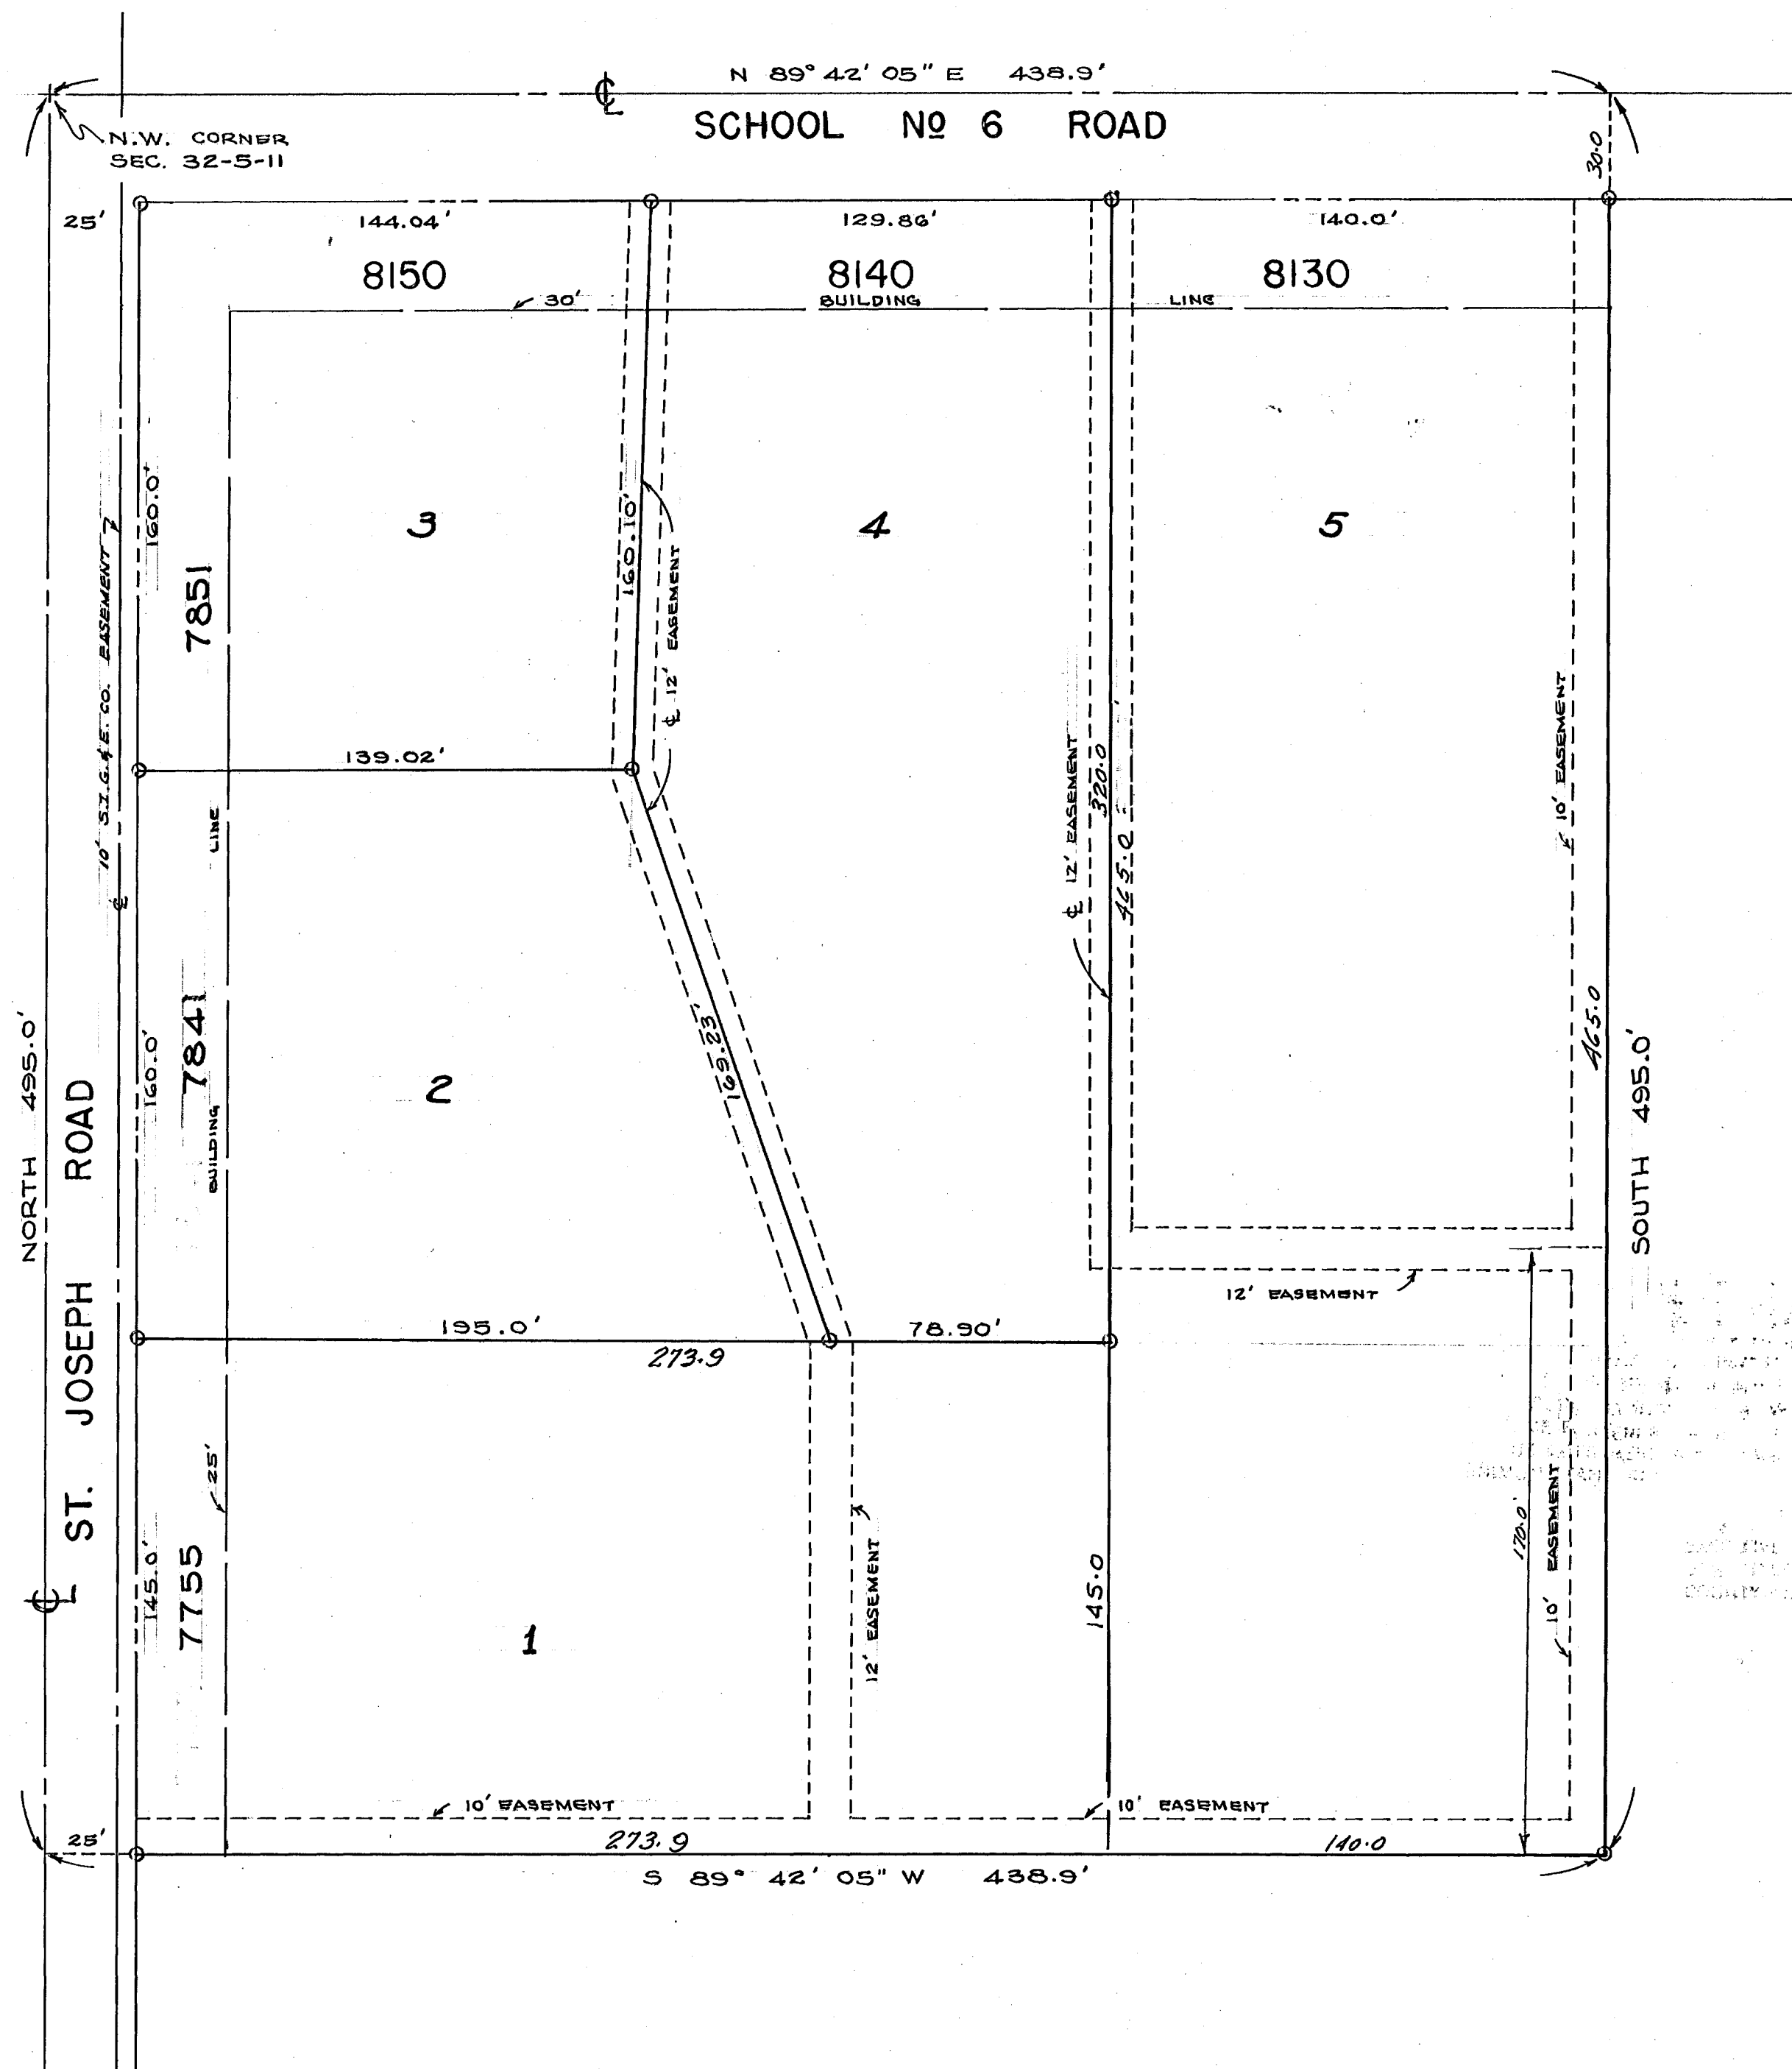 N 89° 42' 05" E 438.9'
℄
SCHOOL No 6 ROAD
N.W. CORNER
SEC. 32-5-11
30.0
25'
144.04'
129.86'
140.0'
8150
8140
8130
30'
BUILDING
LINE
160.0'
10' S.I.G.&E. CO. EASEMENT
℄
7851
3
160.10'
℄ 12' EASEMENT
4
5
139.02'
LINE
℄ 12' EASEMENT
320.0
465.0
10' EASEMENT
465.0
NORTH 495.0'
ST. JOSEPH ROAD
℄
160.0'
7841
BUILDING
2
169.23'
SOUTH 495.0'
12' EASEMENT
195.0'
78.90'
273.9
25'
145.0'
7755
1
12' EASEMENT
145.0
170.0'
10' EASEMENT
10' EASEMENT
10' EASEMENT
25'
273.9
140.0
S 89° 42' 05" W 438.9'